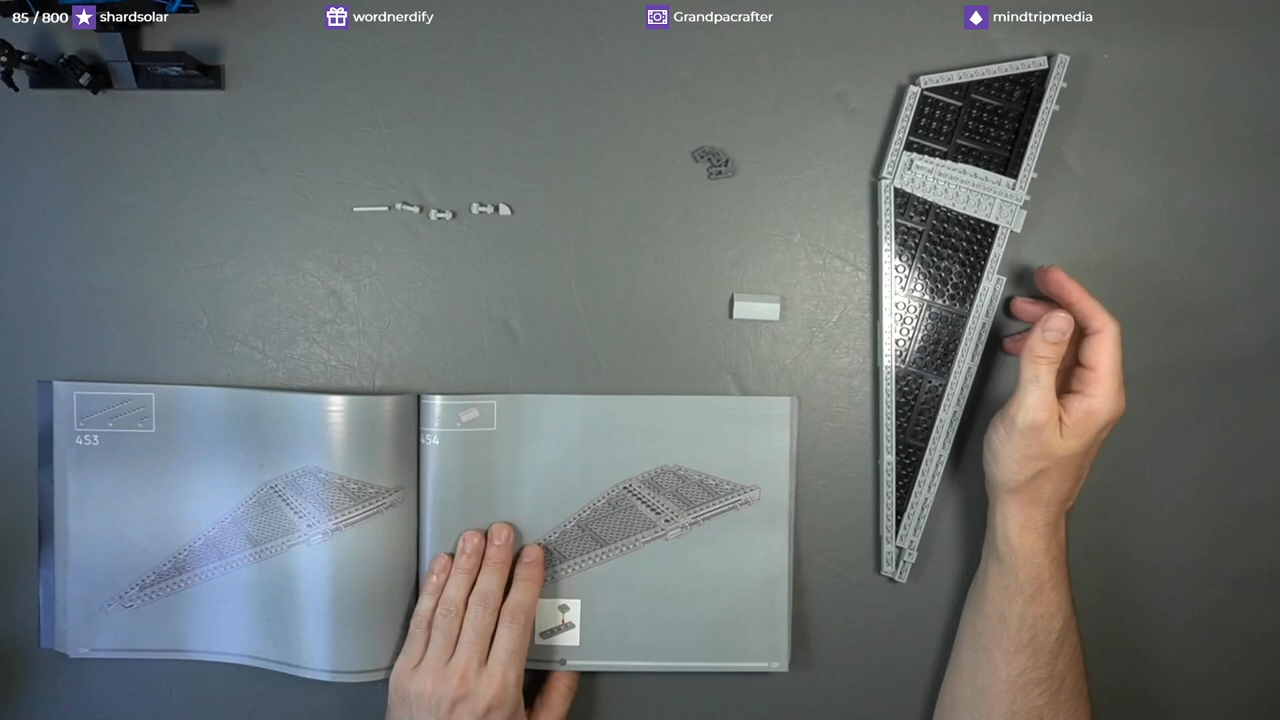 85 / 800 shardsolar
wordnerdify
Grandpacrafter
mindtripmedia
453
454